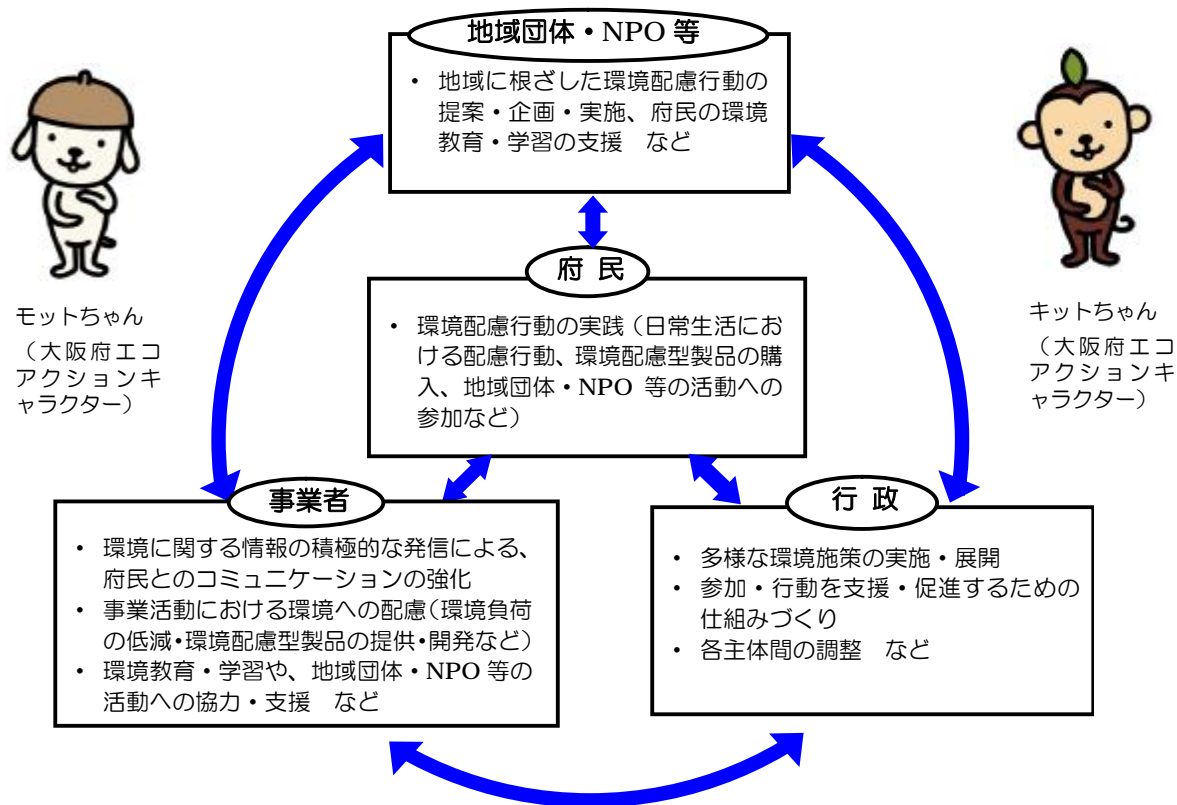 地域団体・NPO 等
・ 地域に根ざした環境配慮行動の
提案・企画・実施、府民の環境
教育・学習の支援　など
府 民
・ 環境配慮行動の実践（日常生活にお
ける配慮行動、環境配慮型製品の購
入、地域団体・NPO 等の活動への
参加など）
モットちゃん
（大阪府エコ
アクションキ
ャラクター）
キットちゃん
（大阪府エコ
アクションキ
ャラクター）
事業者
・ 環境に関する情報の積極的な発信による、
府民とのコミュニケーションの強化
・ 事業活動における環境への配慮（環境負荷
の低減・環境配慮型製品の提供・開発など）
・ 環境教育・学習や、地域団体・NPO 等の
活動への協力・支援　など
行 政
・ 多様な環境施策の実施・展開
・ 参加・行動を支援・促進するための
仕組みづくり
・ 各主体間の調整　など